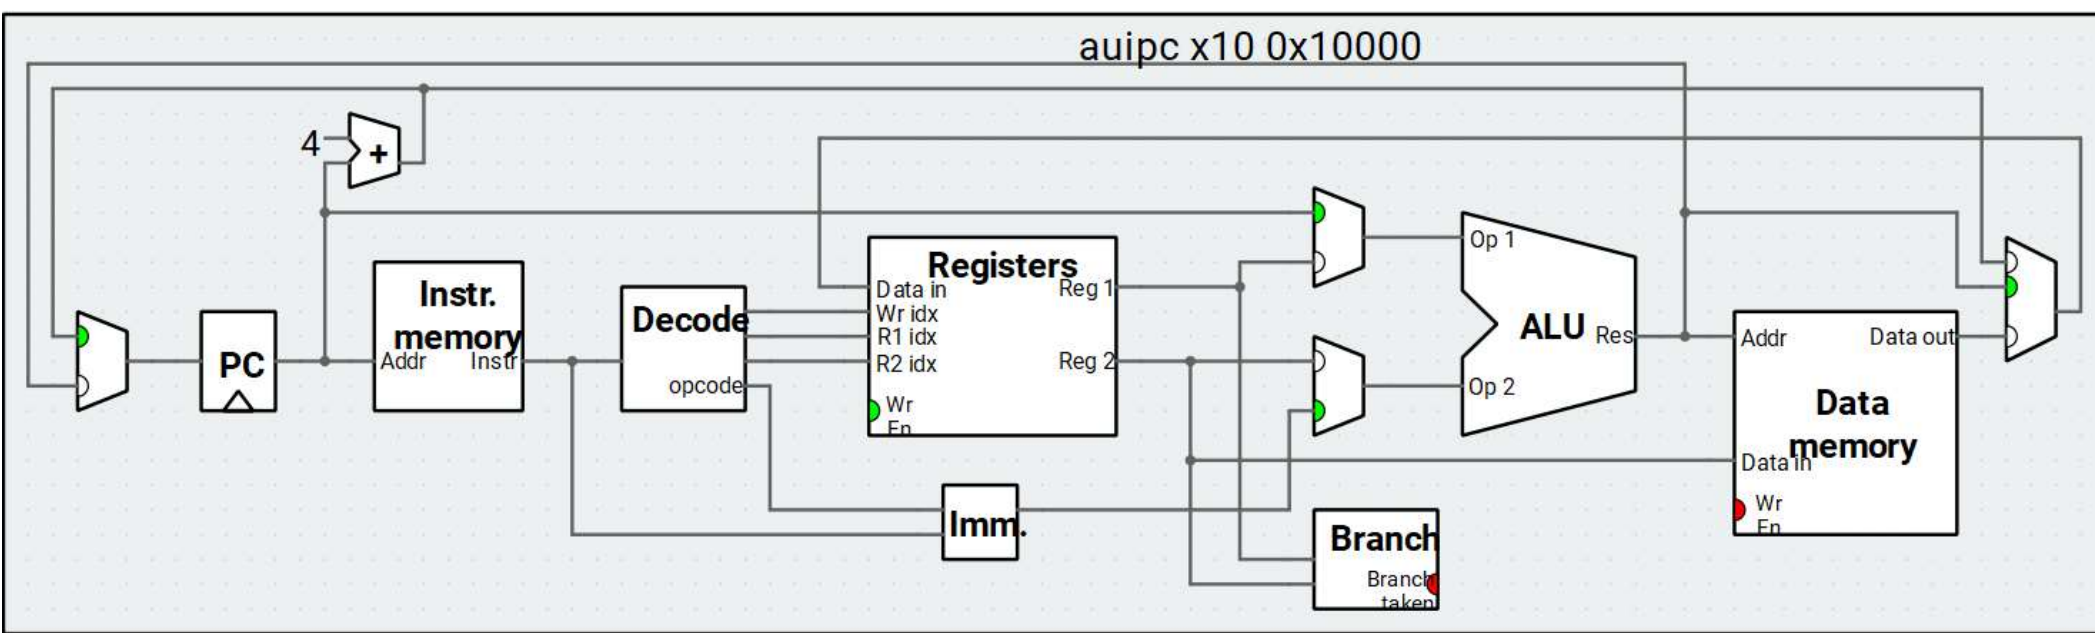 auipc x10 0x10000
4
+
PC
Instr.
memory
Addr
Instr
Decode
opcode
Registers
Data in
Wr idx
R1 idx
R2 idx
Wr
En
Reg 1
Reg 2
Imm.
Branch
Branch
taken
Op 1
Op 2
ALU
Res
Addr
Data out
Data
memory
Data in
Wr
En